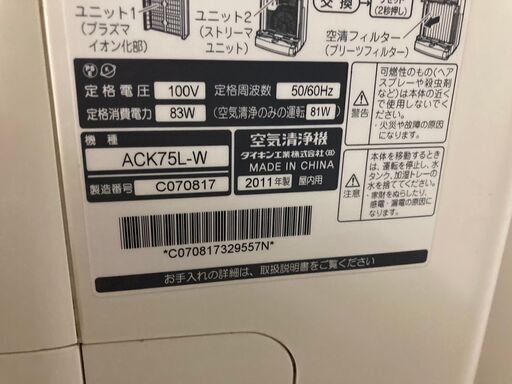 ユニット1
(プラズマ
イオン化部)
ユニット2
(ストリーマ
ユニット)
交換
(2秒押し)
空清フィルター
(プリーツフィルター)
定格電圧 100V 定格周波数 50/60Hz
定格消費電力 83W (空気清浄のみの運転 81W)
機種 ACK75L-W
製造番号 C070817
空気清浄機
ダイキン工業株式会社
MADE IN CHINA
2011年製 屋内用
警告
可燃性のもの(ヘア
スプレーや殺虫剤
など)は本体の近く
で使用しないでく
ださい。
・火災や故障の原因
になります。
注意
本体を移動するとき
は、運転を停止し、水
タンク、加湿トレーの
水を捨ててください。
・家財をぬらしたり、
感電・漏電の原因に
なります。
*C070817329557N*
お手入れの詳細は、取扱説明書をご覧ください